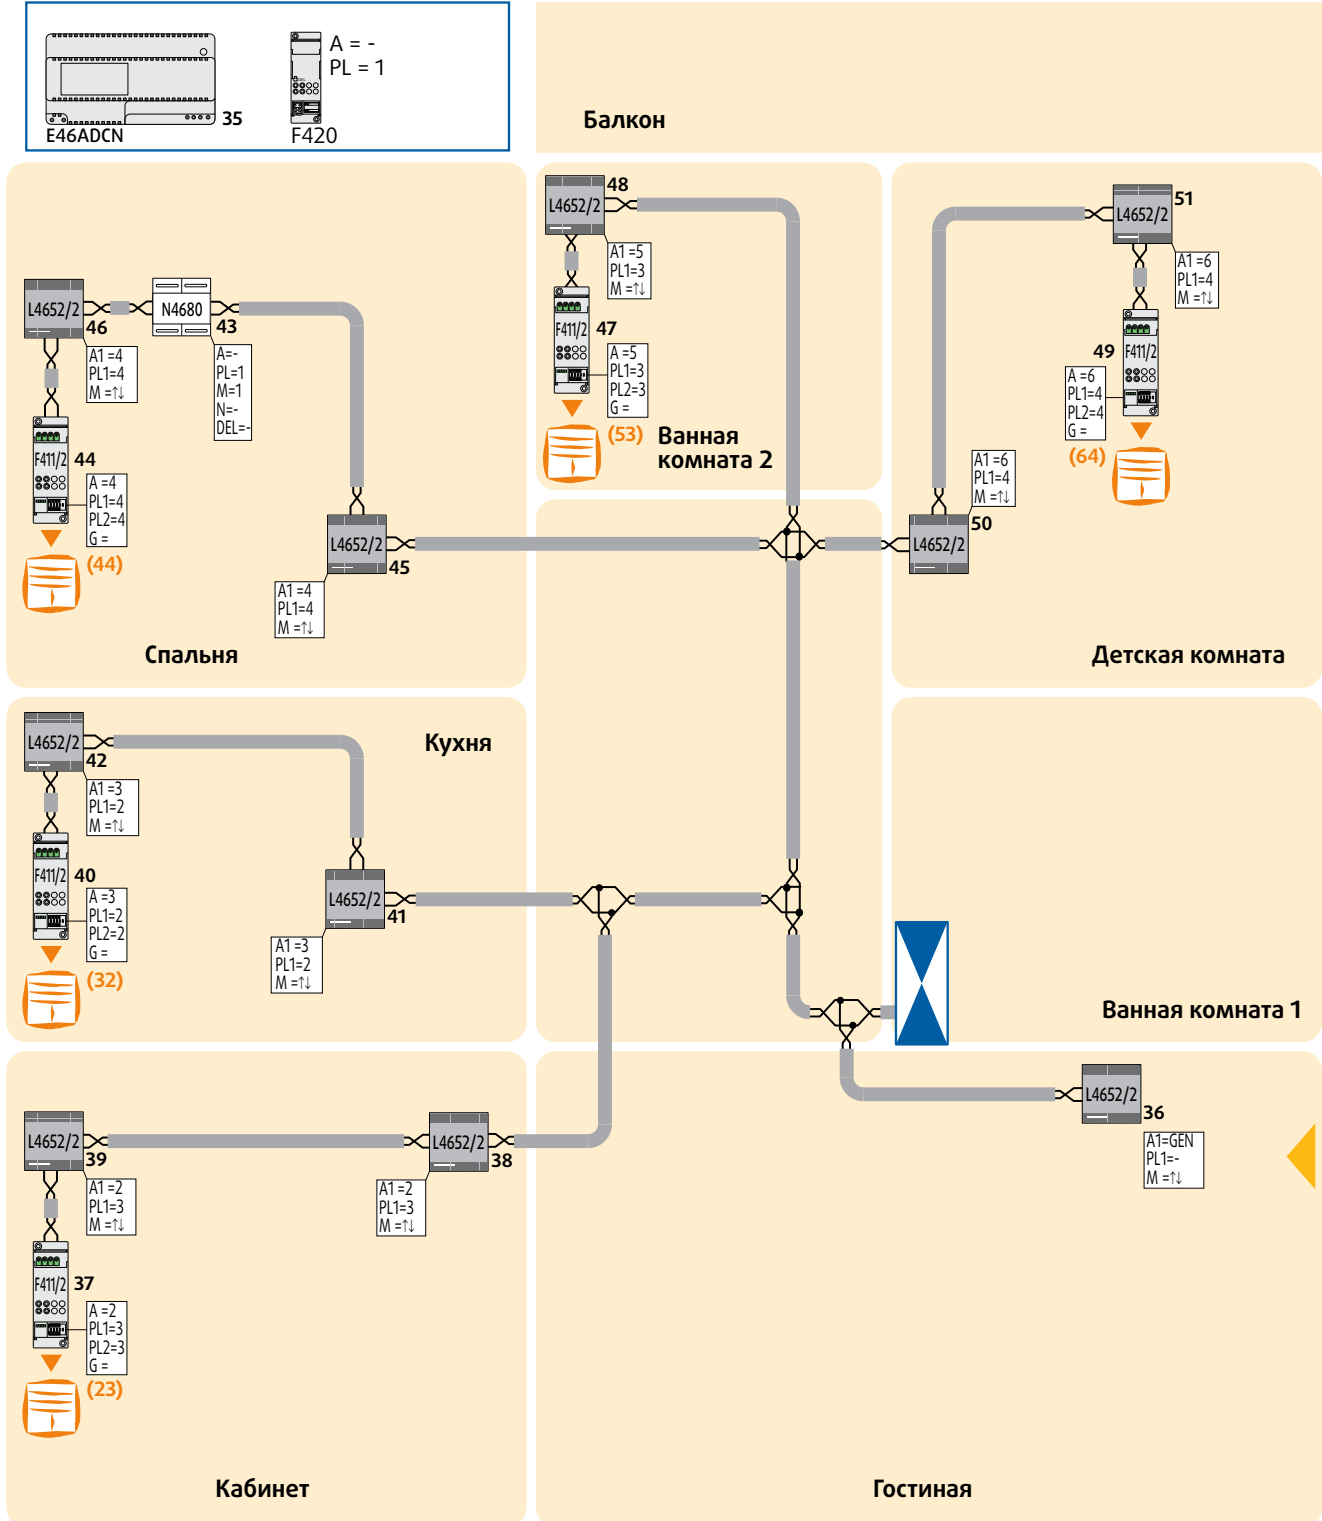 A = -
PL = 1
35
E46ADCN
F420
Балкон
L4652/2
46
A1 =4
PL1=4
M =↑↓
N4680
43
A=-
PL=1
M=1
N=-
DEL=-
F411/2
44
A =4
PL1=4
PL2=4
G =
(44)
L4652/2
45
A1 =4
PL1=4
M =↑↓
Спальня
L4652/2
48
A1 =5
PL1=3
M =↑↓
F411/2
47
A =5
PL1=3
PL2=3
G =
(53)
Ванная
комната 2
L4652/2
51
A1 =6
PL1=4
M =↑↓
F411/2
49
A =6
PL1=4
PL2=4
G =
(64)
A1 =6
PL1=4
M =↑↓
L4652/2
50
Детская комната
L4652/2
42
A1 =3
PL1=2
M =↑↓
Кухня
F411/2
40
A =3
PL1=2
PL2=2
G =
(32)
L4652/2
41
A1 =3
PL1=2
M =↑↓
Ванная комната 1
L4652/2
39
A1 =2
PL1=3
M =↑↓
L4652/2
38
A1 =2
PL1=3
M =↑↓
F411/2
37
A =2
PL1=3
PL2=3
G =
(23)
Кабинет
L4652/2
36
A1=GEN
PL1=-
M =↑↓
Гостиная